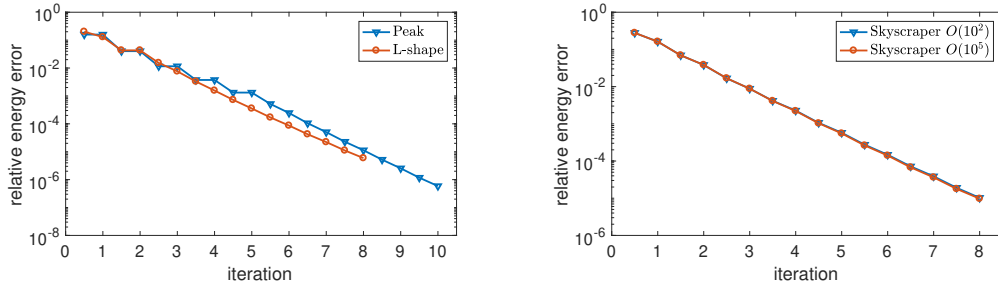 10^0
10^-2
10^-4
10^-6
10^-8
relative energy error
0 1 2 3 4 5 6 7 8 9 10
iteration
Peak
L-shape
10^0
10^-2
10^-4
10^-6
relative energy error
0 1 2 3 4 5 6 7 8
iteration
Skyscraper O(10^2)
Skyscraper O(10^5)